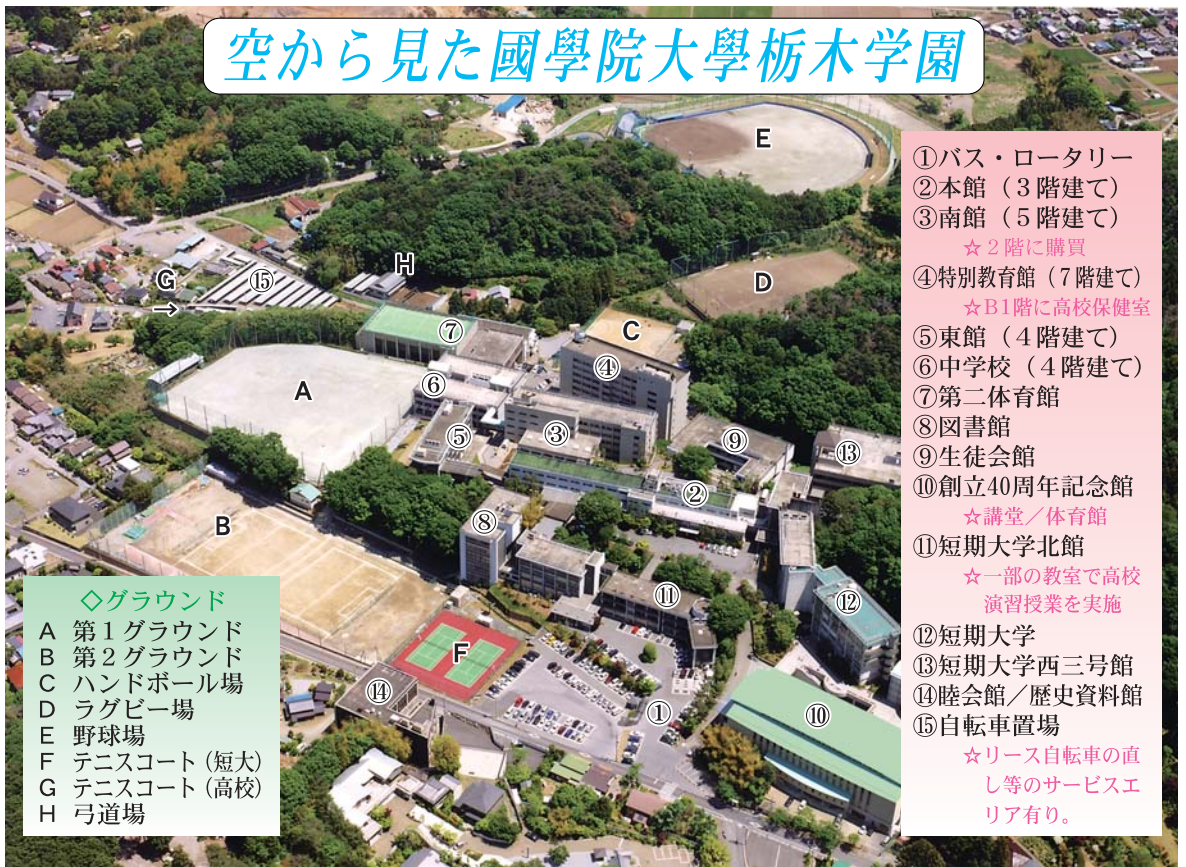 空から見た國學院大學栃木学園
①バス・ロータリー
②本館（３階建て）
③南館（５階建て）
☆２階に購買
④特別教育館（７階建て）
☆B1階に高校保健室
⑤東館（４階建て）
⑥中学校（４階建て）
⑦第二体育館
⑧図書館
⑨生徒会館
⑩創立40周年記念館
☆講堂／体育館
⑪短期大学北館
☆一部の教室で高校
演習授業を実施
⑫短期大学
⑬短期大学西三号館
⑭睦会館／歴史資料館
⑮自転車置場
☆リース自転車の直
し等のサービスエ
リア有り。
◇グラウンド
A 第１グラウンド
B 第２グラウンド
C ハンドボール場
D ラグビー場
E 野球場
F テニスコート（短大）
G テニスコート（高校）
H 弓道場
E
H
G
→
⑮
D
⑦
C
④
⑥
A
⑤
③
⑨
⑬
②
B
⑧
⑪
⑫
F
⑭
①
⑩